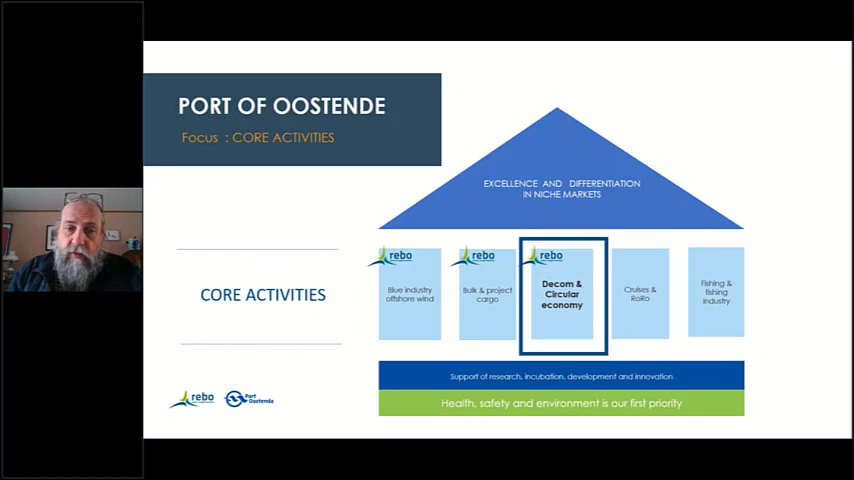 PORT OF OOSTENDE
Focus : CORE ACTIVITIES
EXCELLENCE AND DIFFERENTIATION
IN NICHE MARKETS
rebo
rebo
rebo
Blue industry
offshore wind
Bulk & project
cargo
Decom &
Circular
economy
Cruises &
RoRo
Fishing &
fishing
industry
CORE ACTIVITIES
Support of research, incubation, development and innovation
Health, safety and environment is our first priority
rebo
Port
Oostende